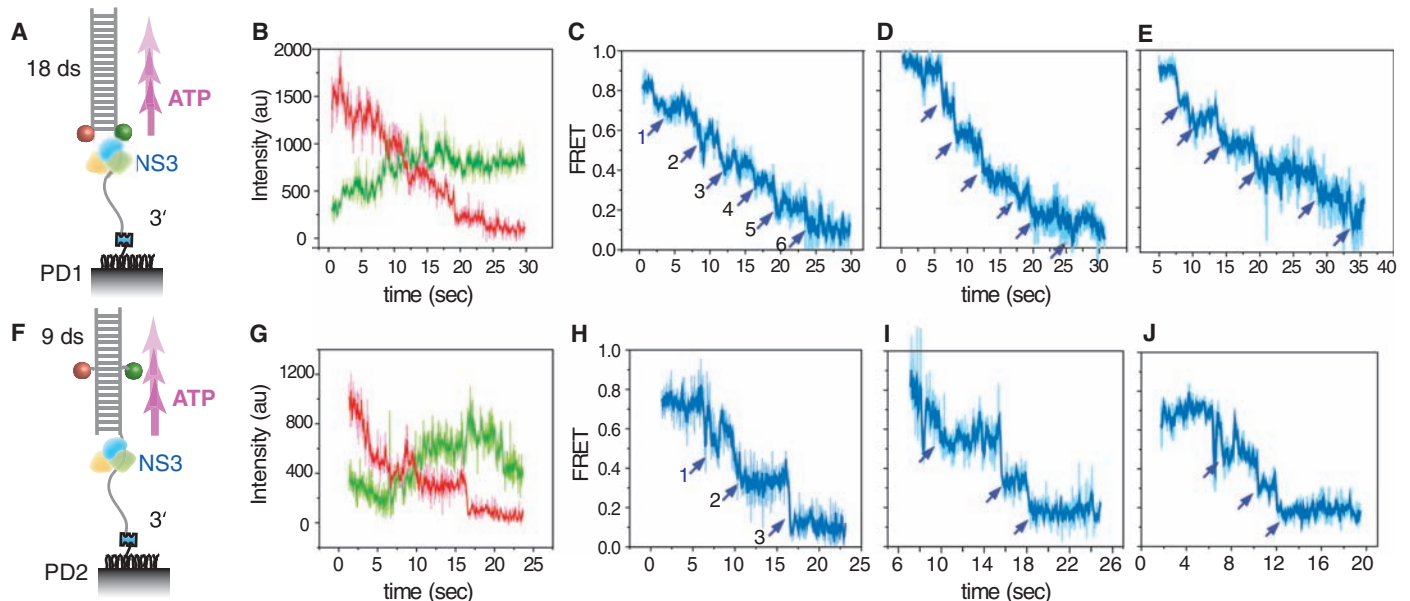 A
18 ds
ATP
NS3
3′
PD1
B
2000
1500
1000
500
0
Intensity (au)
0 5 10 15 20 25 30
time (sec)
C
1.0
0.8
0.6
0.4
0.2
0.0
FRET
1
2
3
4
5
6
0 5 10 15 20 25 30
D
0 5 10 15 20 25 30
time (sec)
E
5 10 15 20 25 30 35 40
F
9 ds
ATP
NS3
3′
PD2
G
1200
800
400
0
Intensity (au)
0 5 10 15 20 25 30
time (sec)
H
1.0
0.8
0.6
0.4
0.2
0.0
FRET
1
2
3
0 5 10 15 20 25
I
6 10 14 18 22 26
time (sec)
J
0 4 8 12 16 20